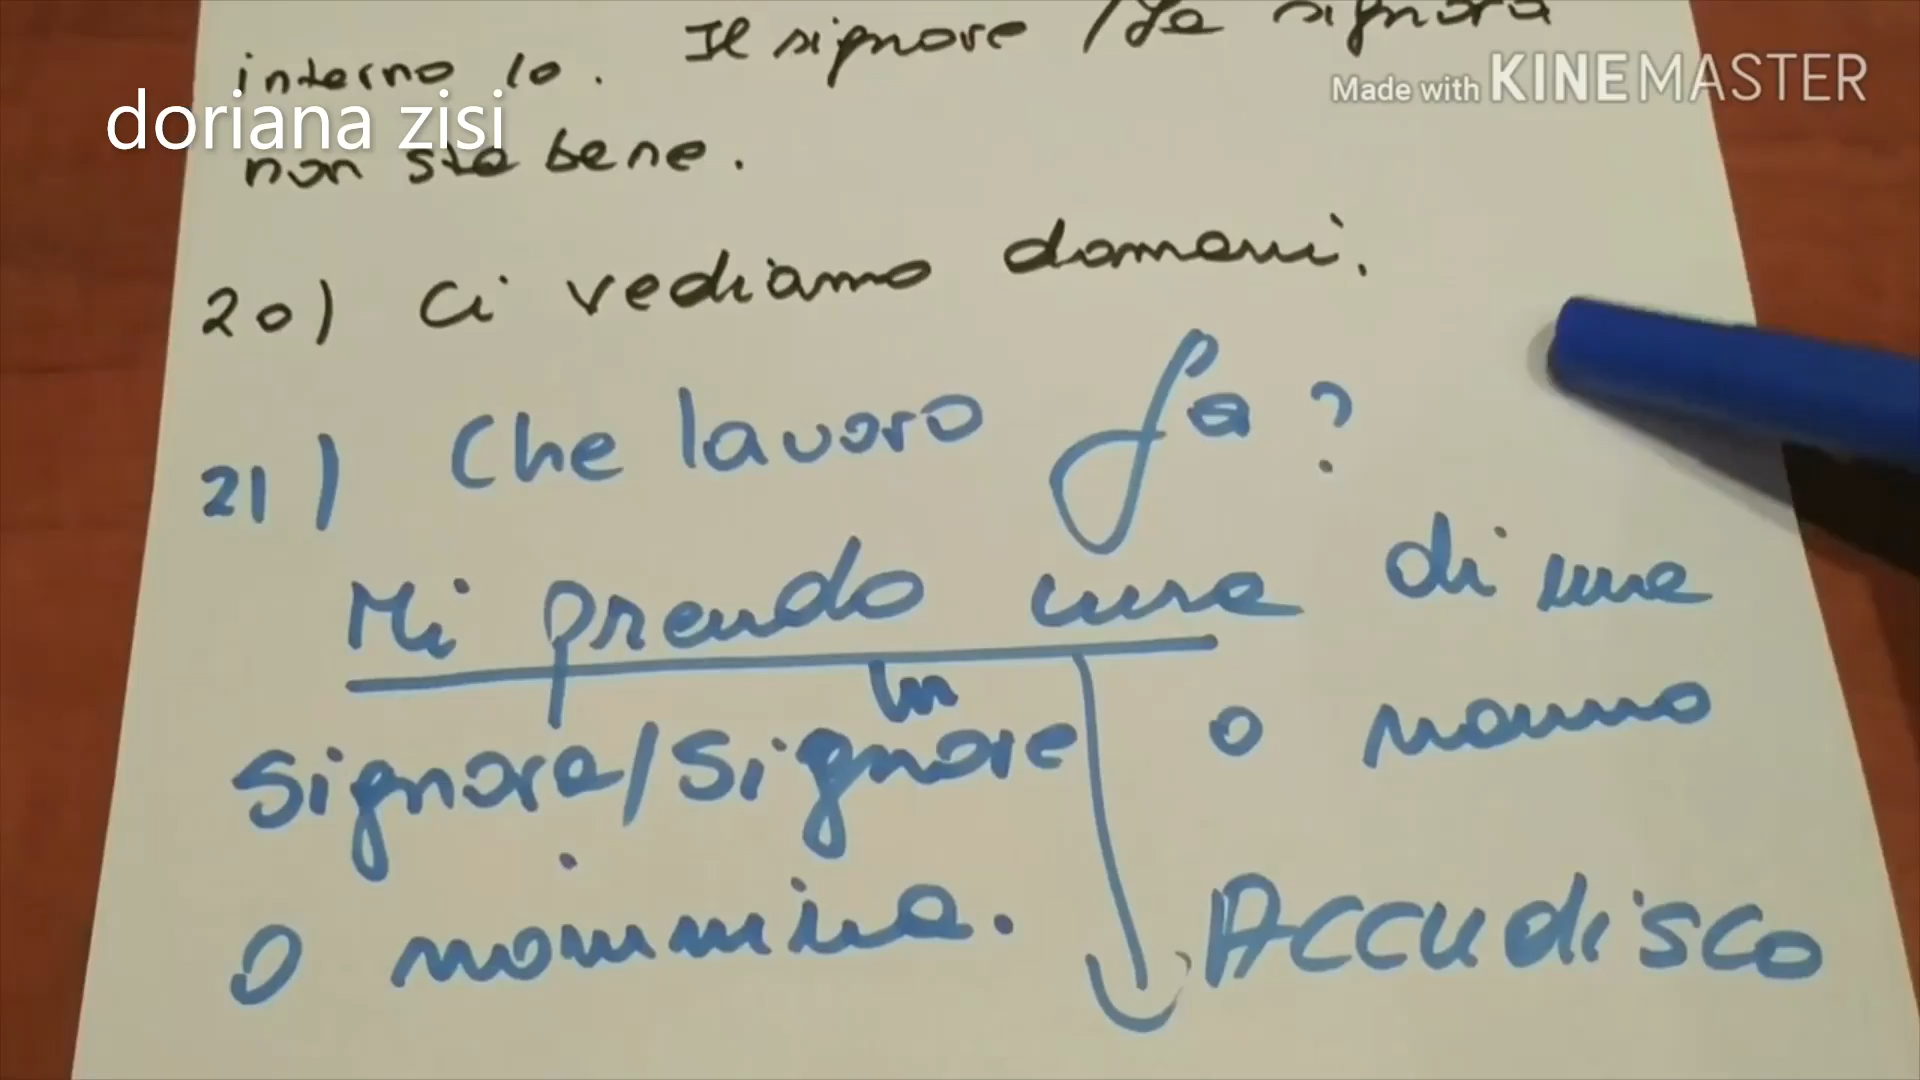 interno 10. Il signore / La signora
Made with KINEMASTER
doriana zisi
non sta bene.
20) Ci vediamo domani.
21) Che lavoro fa?
Mi prendo cura di una
un
signora/signore o nonno
o nonnina.
Accudisco